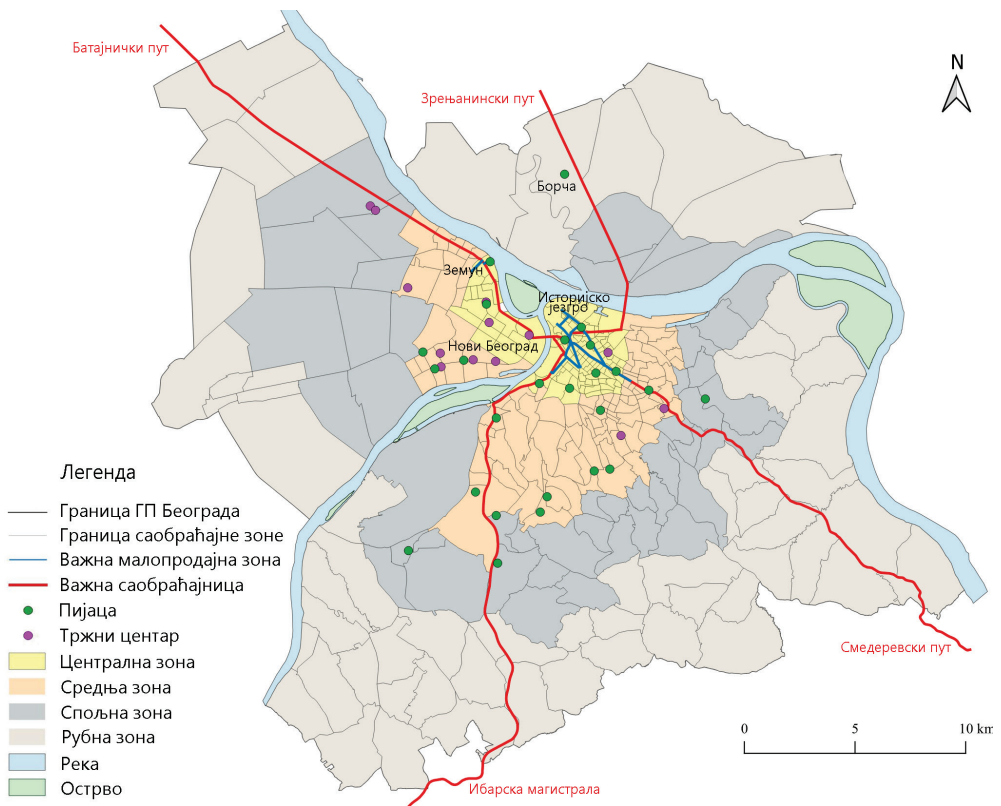 Батајнички пут
Зрењанински пут
N
Борча
Земун
Историјско
језгро
Нови Београд
Легенда
Граница ГП Београда
Граница саобраћајне зоне
Важна малопродајна зона
Важна саобраћајница
Пијаца
Тржни центар
Централна зона
Средња зона
Спољна зона
Рубна зона
Река
Острво
Смедеревски пут
0 5 10 km
Ибарска магистрала